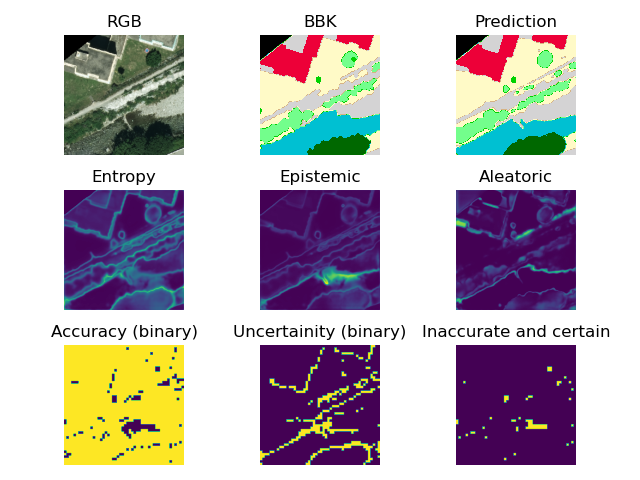 RGB
BBK
Prediction
Entropy
Epistemic
Aleatoric
Accuracy (binary)
Uncertainity (binary)
Inaccurate and certain